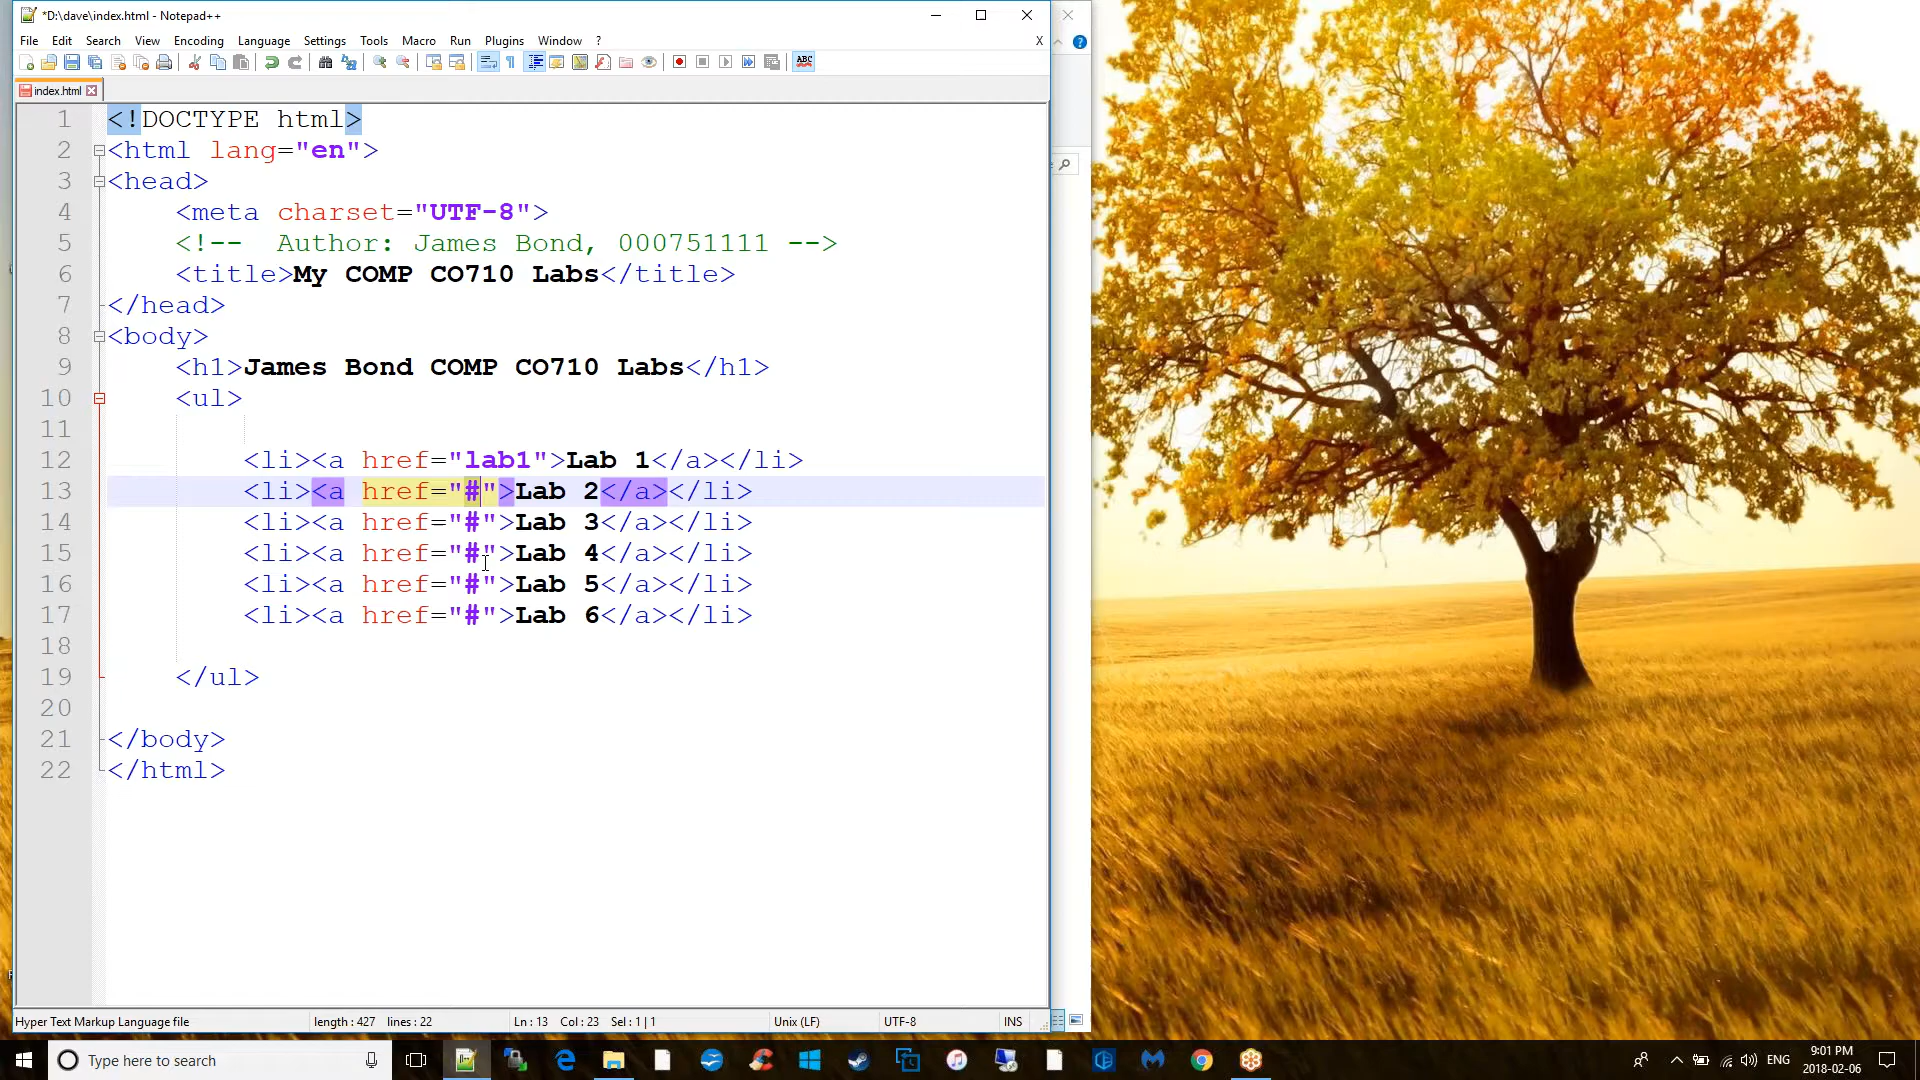 *D:\dave\index.html - Notepad++
File Edit Search View Encoding Language Settings Tools Macro Run Plugins Window ? X
ABC
index.html
1 <!DOCTYPE html>
2 <html lang="en">
3 <head>
4 <meta charset="UTF-8">
5 <!-- Author: James Bond, 000751111 -->
6 <title>My COMP CO710 Labs</title>
7 </head>
8 <body>
9 <h1>James Bond COMP CO710 Labs</h1>
10 <ul>
11
12 <li><a href="lab1">Lab 1</a></li>
13 <li><a href="#">Lab 2</a></li>
14 <li><a href="#">Lab 3</a></li>
15 <li><a href="#">Lab 4</a></li>
16 <li><a href="#">Lab 5</a></li>
17 <li><a href="#">Lab 6</a></li>
18
19 </ul>
20
21 </body>
22 </html>
Hyper Text Markup Language file length : 427 lines : 22 Ln : 13 Col : 23 Sel : 1 | 1 Unix (LF) UTF-8 INS
Type here to search ENG 9:01 PM
2018-02-06